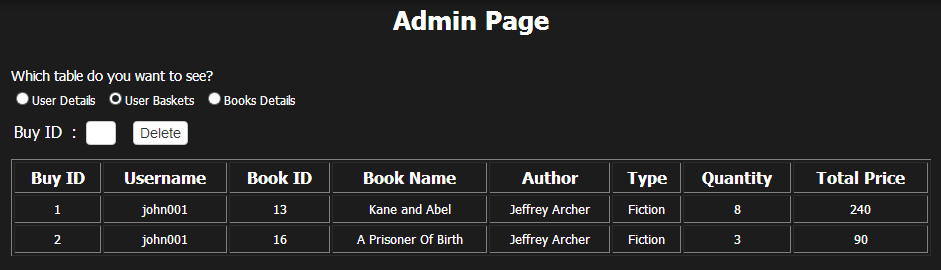 Admin Page
Which table do you want to see?
User Details User Baskets Books Details
Buy ID : Delete
Buy ID Username Book ID Book Name Author Type Quantity Total Price
1 john001 13 Kane and Abel Jeffrey Archer Fiction 8 240
2 john001 16 A Prisoner Of Birth Jeffrey Archer Fiction 3 90